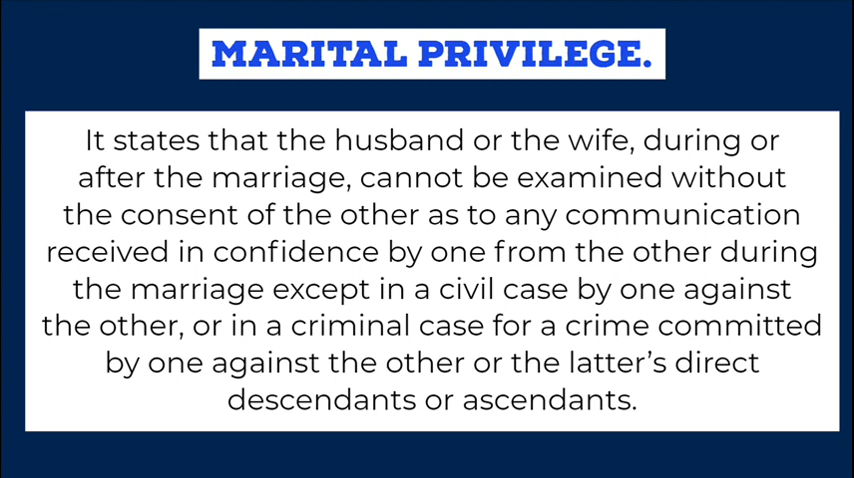 MARITAL PRIVILEGE.
It states that the husband or the wife, during or
after the marriage, cannot be examined without
the consent of the other as to any communication
received in confidence by one from the other during
the marriage except in a civil case by one against
the other, or in a criminal case for a crime committed
by one against the other or the latter's direct
descendants or ascendants.